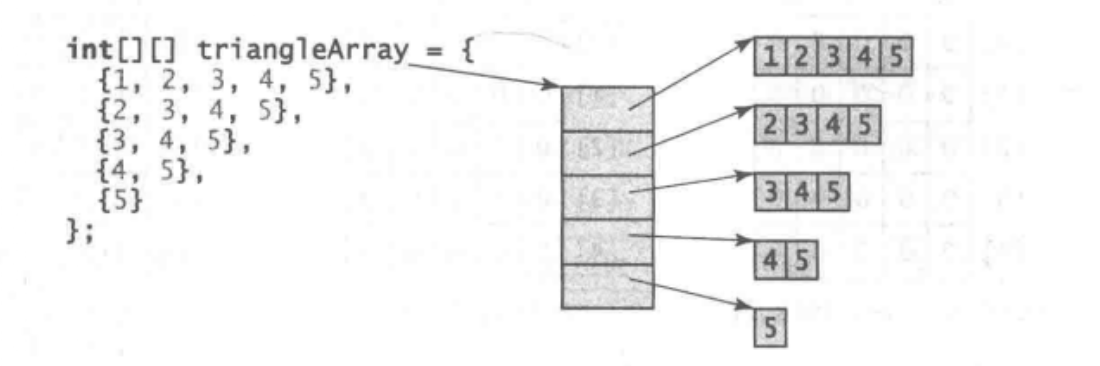 int[][] triangleArray = {
{1, 2, 3, 4, 5},
{2, 3, 4, 5},
{3, 4, 5},
{4, 5},
{5}
};
1 2 3 4 5
2 3 4 5
3 4 5
4 5
5